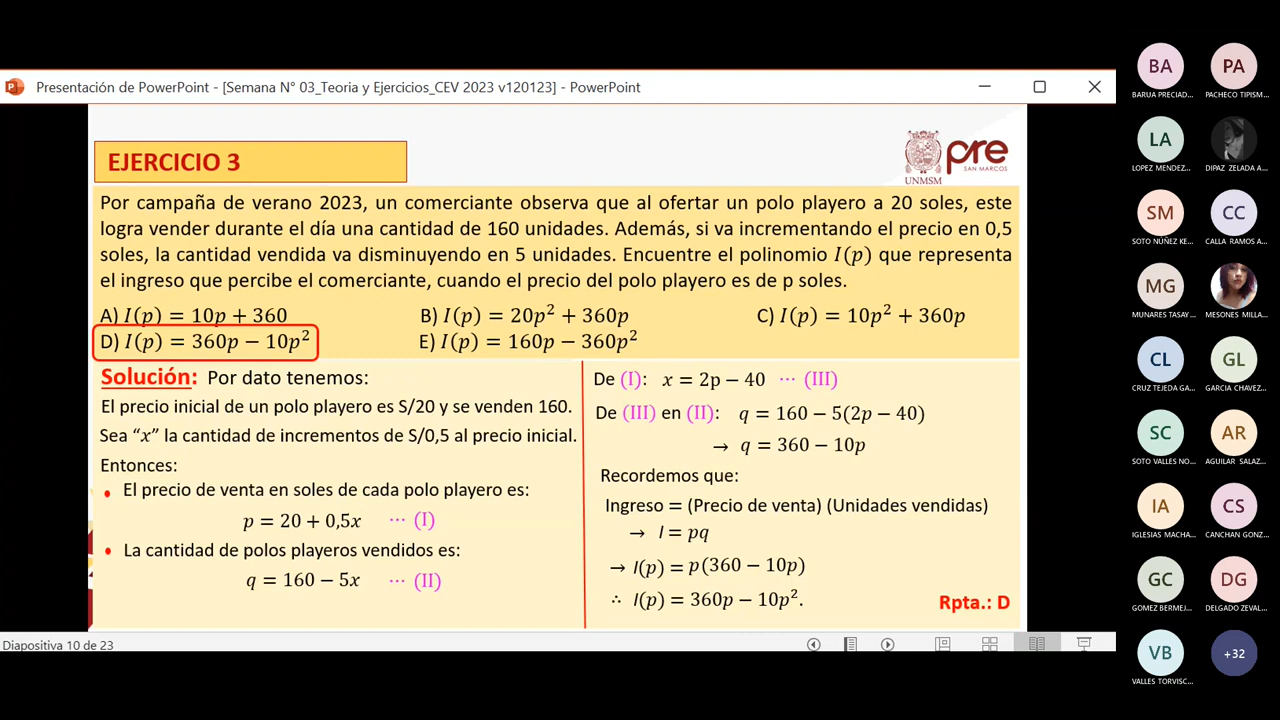 Presentación de PowerPoint - [Semana N° 03_Teoria y Ejercicios_CEV 2023 v120123] - PowerPoint
EJERCICIO 3
UNMSM
pre
SAN MARCOS
Por campaña de verano 2023, un comerciante observa que al ofertar un polo playero a 20 soles, este
logra vender durante el día una cantidad de 160 unidades. Además, si va incrementando el precio en 0,5
soles, la cantidad vendida va disminuyendo en 5 unidades. Encuentre el polinomio I(p) que representa
el ingreso que percibe el comerciante, cuando el precio del polo playero es de p soles.
A) I(p) = 10p + 360 B) I(p) = 20p² + 360p C) I(p) = 10p² + 360p
D) I(p) = 360p − 10p² E) I(p) = 160p − 360p²
Solución: Por dato tenemos:
El precio inicial de un polo playero es S/20 y se venden 160.
Sea “x” la cantidad de incrementos de S/0,5 al precio inicial.
Entonces:
• El precio de venta en soles de cada polo playero es:
p = 20 + 0,5x ⋯ (I)
• La cantidad de polos playeros vendidos es:
q = 160 − 5x ⋯ (II)
De (I): x = 2p − 40 ⋯ (III)
De (III) en (II): q = 160 − 5(2p − 40)
→ q = 360 − 10p
Recordemos que:
Ingreso = (Precio de venta) (Unidades vendidas)
→ I = pq
→ I(p) = p(360 − 10p)
∴ I(p) = 360p − 10p².
Rpta.: D
Diapositiva 10 de 23
BA
BARUA PRECIAD...
PA
PACHECO TIPISM...
LA
LOPEZ MENDEZ...
DIPAZ ZELADA A...
SM
SOTO NÚÑEZ KE...
CC
CALLA RAMOS A...
MG
MUNARES TASAY...
MESONES MILLA...
CL
CRUZ TEJEDA GA...
GL
GARCIA CHAVEZ...
SC
SOTO VALLES NO...
AR
AGUILAR SALAZ...
IA
IGLESIAS MACHA...
CS
CANCHAN GONZ...
GC
GOMEZ BERMEJ...
DG
DELGADO ZEVAL...
VB
VALLES TORVISC...
+32